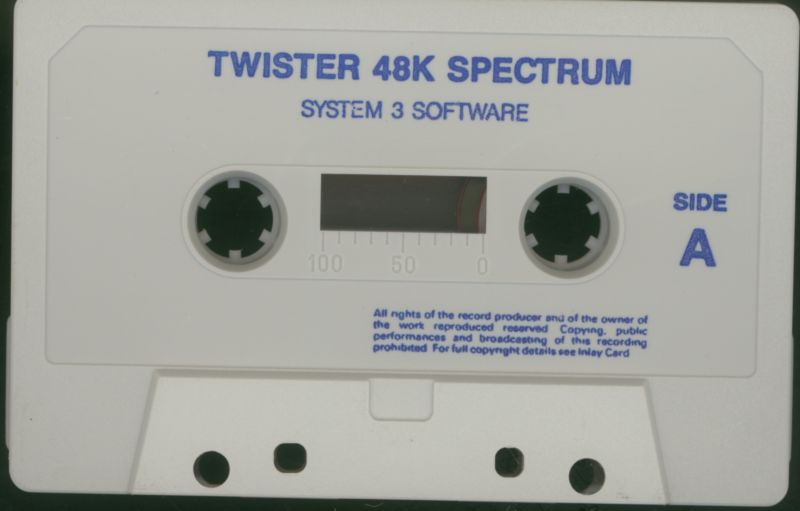 TWISTER 48K SPECTRUM
SYSTEM 3 SOFTWARE
SIDE
A
100 50 0
All rights of the record producer and of the owner of
the work reproduced reserved Copying, public
performances and broadcasting of this recording
prohibited For full copyright details see Inlay Card